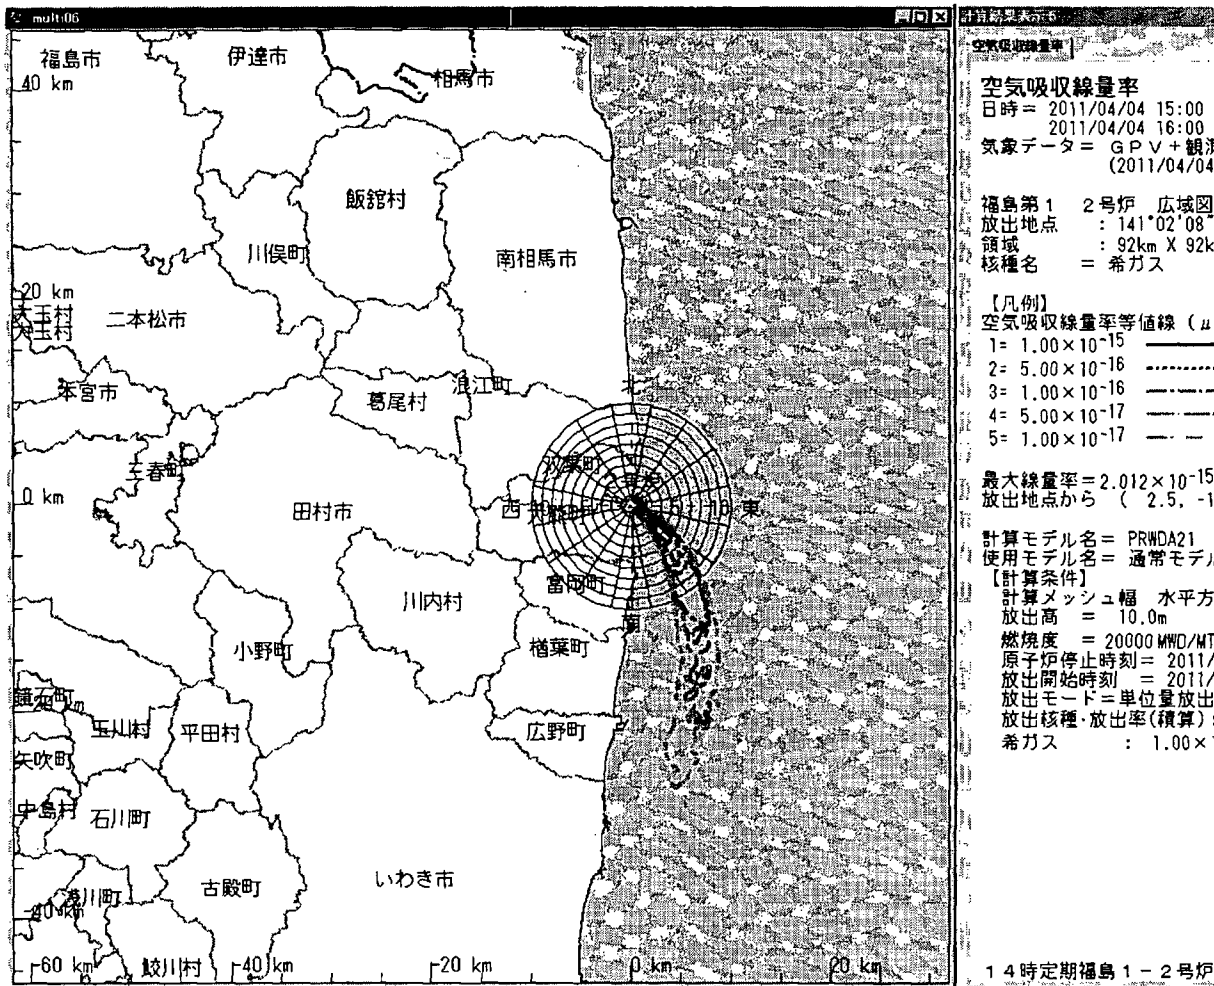 multi06
福島市
伊達市
相馬市
40 km
飯舘村
川俣町
南相馬市
20 km
大玉村
大玉村
二本松市
本宮市
浪江町
北
葛尾村
三春町
双葉町
0 km
田村市
西
大熊町
10
東
富岡町
川内村
南
小野町
楢葉町
鏡石町
玉川村
平田村
広野町
矢吹町
中島村
石川町
浅川町
古殿町
いわき市
-40 km
-60 km
鮫川村
-40 km
-20 km
0 km
20 km
計算結果表示6
空気吸収線量率
空気吸収線量率
日時= 2011/04/04 15:00
2011/04/04 16:00
気象データ= GPV+観測
(2011/04/04
福島第1 2号炉 広域図
放出地点 : 141°02'08"
領域 : 92km X 92k
核種名 = 希ガス
【凡例】
空気吸収線量率等値線 (μ
1= 1.00×10-15
2= 5.00×10-16
3= 1.00×10-16
4= 5.00×10-17
5= 1.00×10-17
最大線量率=2.012×10-15
放出地点から ( 2.5, -1
計算モデル名= PRWDA21
使用モデル名= 通常モデル
【計算条件】
計算メッシュ幅 水平方
放出高 = 10.0m
燃焼度 = 20000MWD/MT
原子炉停止時刻= 2011/
放出開始時刻 = 2011/
放出モード=単位量放出
放出核種・放出率(積算)
希ガス : 1.00×
14時定期福島1-2号炉